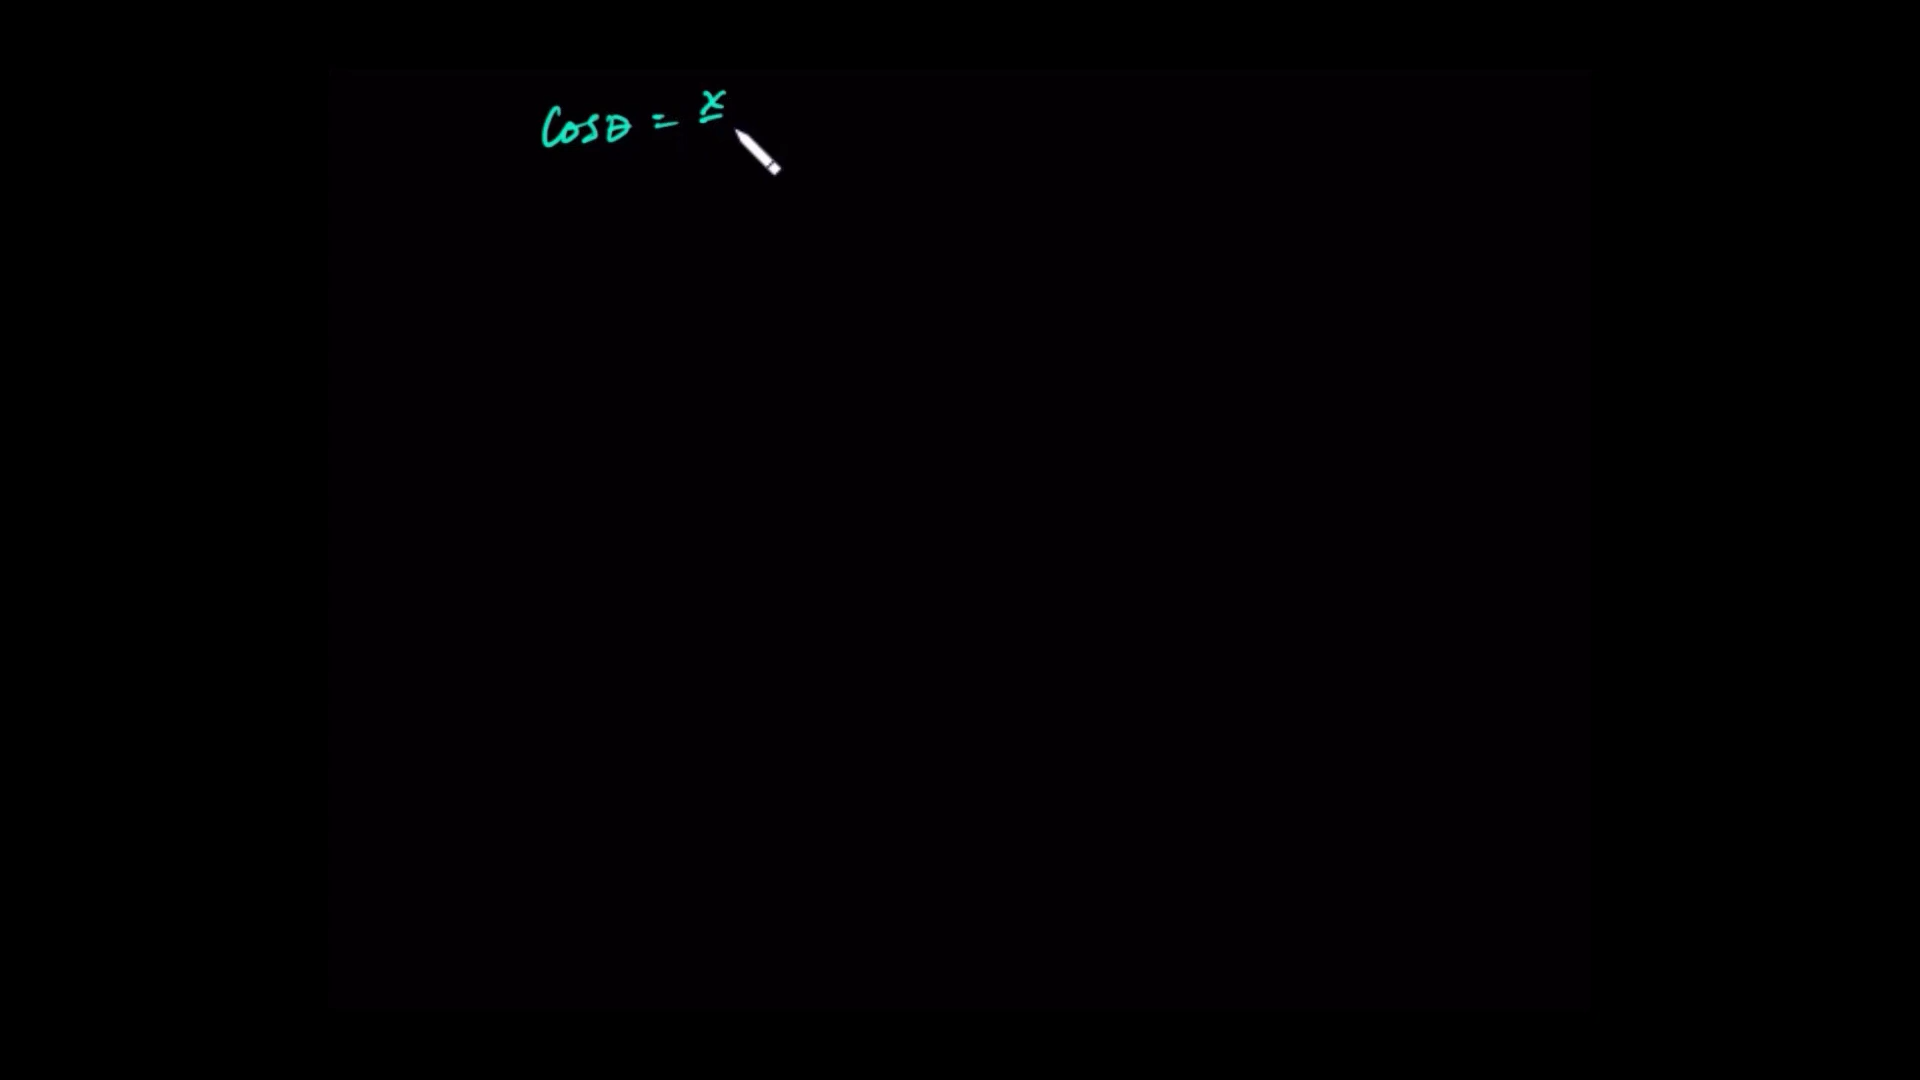 Cosθ = x